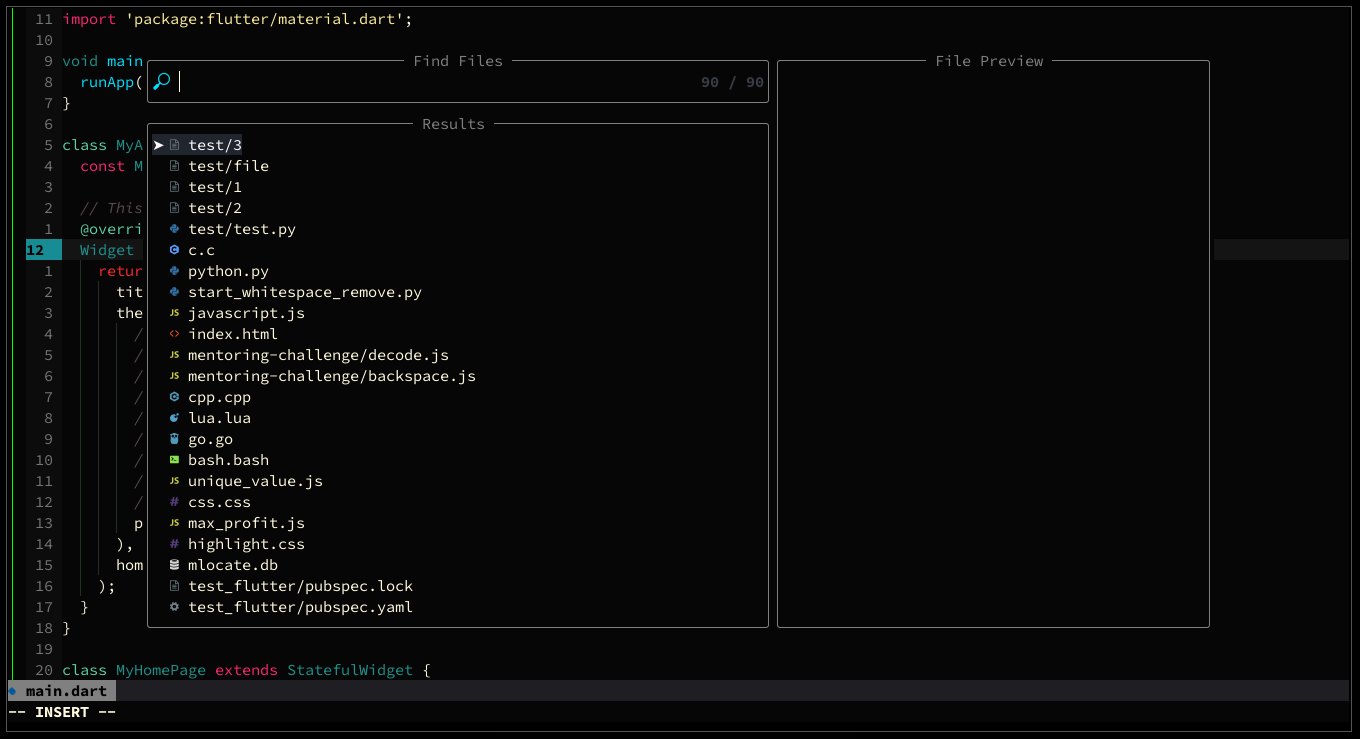 11 import 'package:flutter/material.dart';
10
9 void main
8 runApp(
7 }
6
5 class MyA
4 const M
3
2 // This
1 @overri
12 Widget
1 retur
2 tit
3 the
4 /
5 /
6 /
7 /
8 /
9 /
10 /
11 /
12 /
13 p
14 ),
15 hom
16 );
17 }
18 }
19
20 class MyHomePage extends StatefulWidget {
Find Files
90 / 90
Results
test/3
test/file
test/1
test/2
test/test.py
c.c
python.py
start_whitespace_remove.py
JS javascript.js
<> index.html
JS mentoring-challenge/decode.js
JS mentoring-challenge/backspace.js
cpp.cpp
lua.lua
go.go
bash.bash
JS unique_value.js
# css.css
JS max_profit.js
# highlight.css
mlocate.db
test_flutter/pubspec.lock
test_flutter/pubspec.yaml
File Preview
main.dart
-- INSERT --